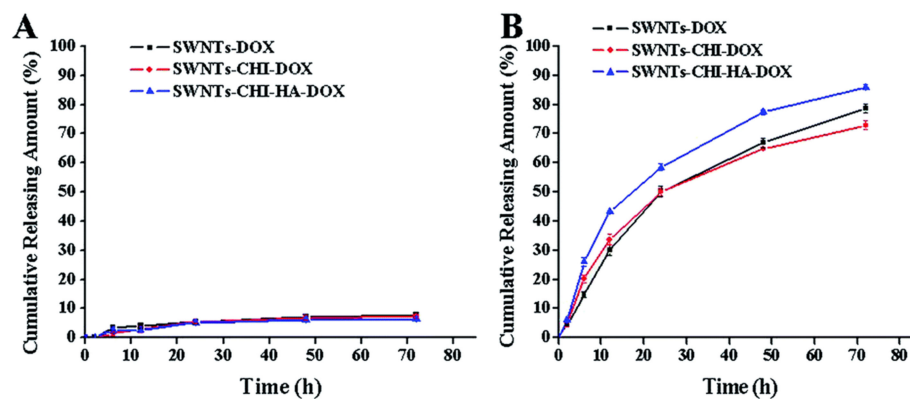 A
SWNTs-DOX
SWNTs-CHI-DOX
SWNTs-CHI-HA-DOX
Cumulative Releasing Amount (%)
100
90
80
70
60
50
40
30
20
10
0
0 10 20 30 40 50 60 70 80
Time (h)
B
SWNTs-DOX
SWNTs-CHI-DOX
SWNTs-CHI-HA-DOX
Cumulative Releasing Amount (%)
100
90
80
70
60
50
40
30
20
10
0
0 10 20 30 40 50 60 70 80
Time (h)